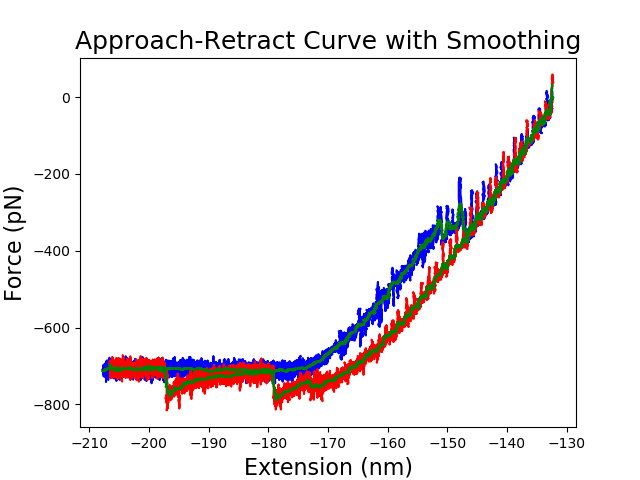 Approach-Retract Curve with Smoothing
Force (pN)
0
−200
−400
−600
−800
−210 −200 −190 −180 −170 −160 −150 −140 −130
Extension (nm)